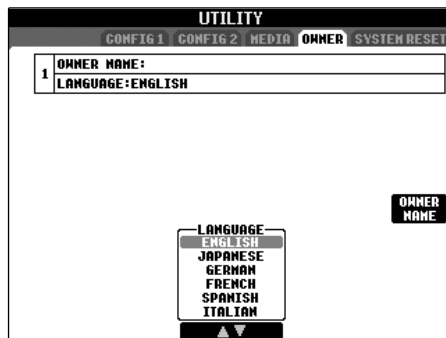 UTILITY
CONFIG 1 CONFIG 2 MEDIA OWNER SYSTEM RESET
1
OWNER NAME:
LANGUAGE:ENGLISH
OWNER
NAME
LANGUAGE
ENGLISH
JAPANESE
GERMAN
FRENCH
SPANISH
ITALIAN